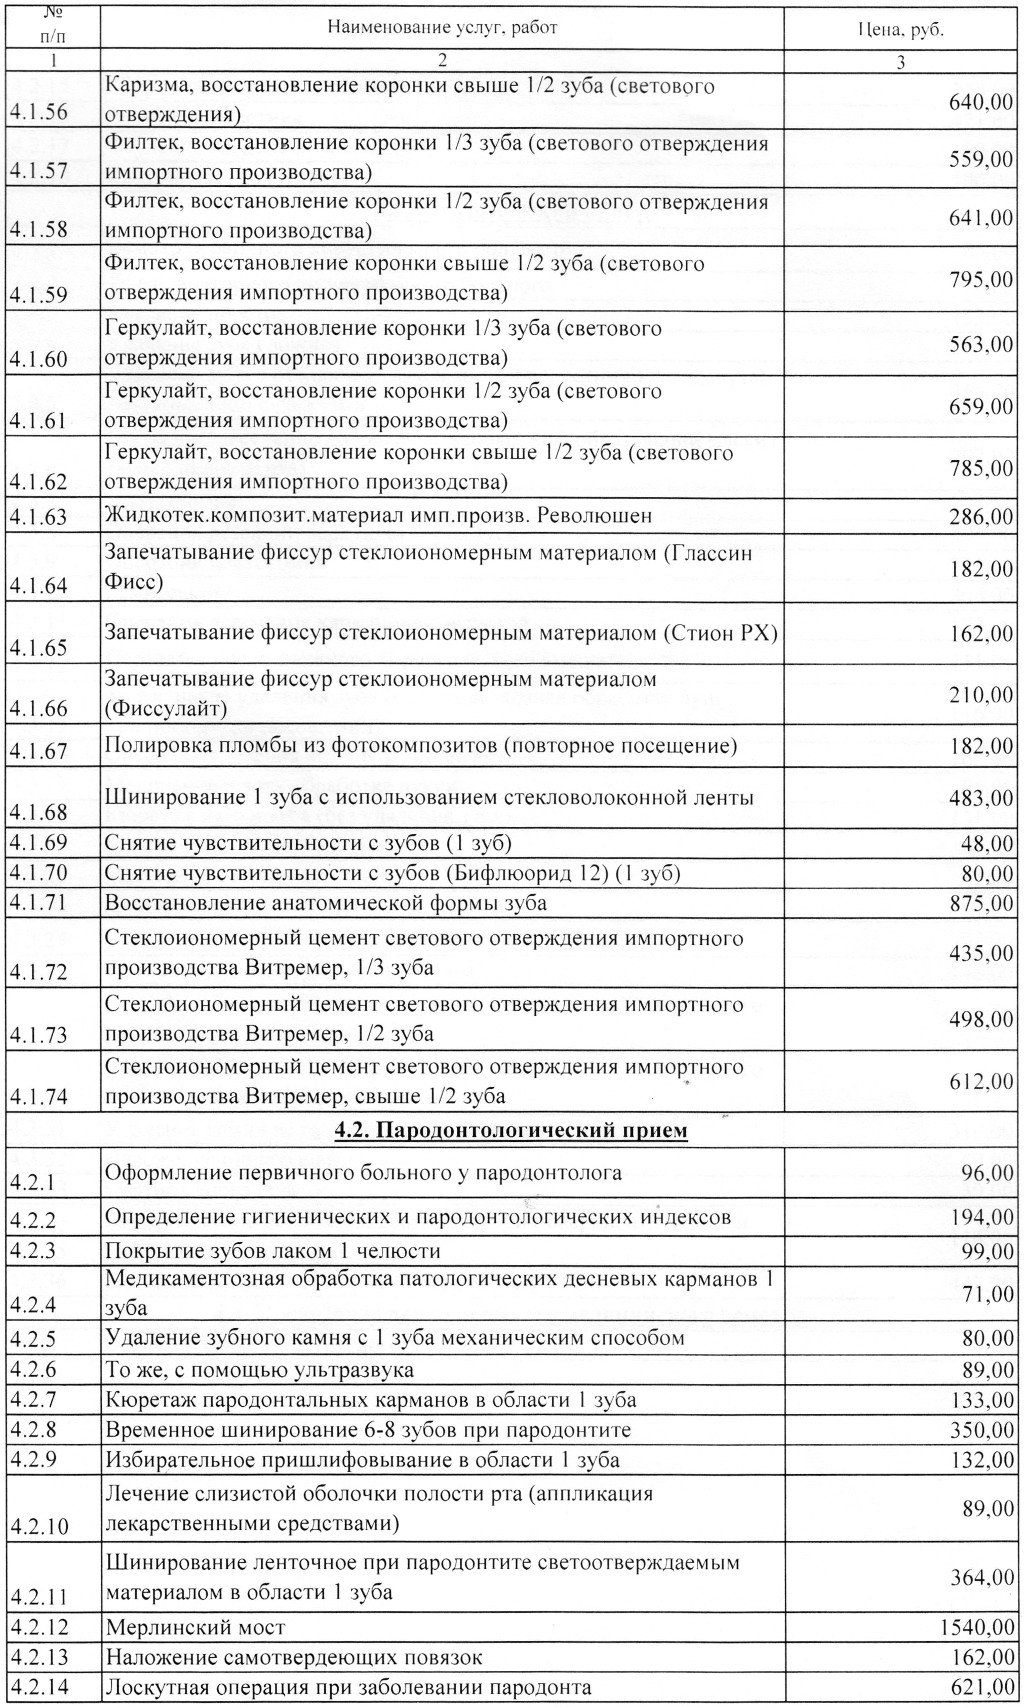 №
п/п
Наименование услуг, работ
Цена, руб.
1
2
3
4.1.56
Каризма, восстановление коронки свыше 1/2 зуба (светового
отверждения)
640,00
4.1.57
Филтек, восстановление коронки 1/3 зуба (светового отверждения
импортного производства)
559,00
4.1.58
Филтек, восстановление коронки 1/2 зуба (светового отверждения
импортного производства)
641,00
4.1.59
Филтек, восстановление коронки свыше 1/2 зуба (светового
отверждения импортного производства)
795,00
4.1.60
Геркулайт, восстановление коронки 1/3 зуба (светового
отверждения импортного производства)
563,00
4.1.61
Геркулайт, восстановление коронки 1/2 зуба (светового
отверждения импортного производства)
659,00
4.1.62
Геркулайт, восстановление коронки свыше 1/2 зуба (светового
отверждения импортного производства)
785,00
4.1.63
Жидкотек.композит.материал имп.произв. Революшен
286,00
4.1.64
Запечатывание фиссур стеклоиономерным материалом (Глассин
Фисс)
182,00
4.1.65
Запечатывание фиссур стеклоиономерным материалом (Стион РХ)
162,00
4.1.66
Запечатывание фиссур стеклоиономерным материалом
(Фиссулайт)
210,00
4.1.67
Полировка пломбы из фотокомпозитов (повторное посещение)
182,00
4.1.68
Шинирование 1 зуба с использованием стекловолоконной ленты
483,00
4.1.69
Снятие чувствительности с зубов (1 зуб)
48,00
4.1.70
Снятие чувствительности с зубов (Бифлюорид 12) (1 зуб)
80,00
4.1.71
Восстановление анатомической формы зуба
875,00
4.1.72
Стеклоиономерный цемент светового отверждения импортного
производства Витремер, 1/3 зуба
435,00
4.1.73
Стеклоиономерный цемент светового отверждения импортного
производства Витремер, 1/2 зуба
498,00
4.1.74
Стеклоиономерный цемент светового отверждения импортного
производства Витремер, свыше 1/2 зуба
612,00
4.2. Пародонтологический прием
4.2.1
Оформление первичного больного у пародонтолога
96,00
4.2.2
Определение гигиенических и пародонтологических индексов
194,00
4.2.3
Покрытие зубов лаком 1 челюсти
99,00
4.2.4
Медикаментозная обработка патологических десневых карманов 1
зуба
71,00
4.2.5
Удаление зубного камня с 1 зуба механическим способом
80,00
4.2.6
То же, с помощью ультразвука
89,00
4.2.7
Кюретаж пародонтальных карманов в области 1 зуба
133,00
4.2.8
Временное шинирование 6-8 зубов при пародонтите
350,00
4.2.9
Избирательное пришлифовывание в области 1 зуба
132,00
4.2.10
Лечение слизистой оболочки полости рта (аппликация
лекарственными средствами)
89,00
4.2.11
Шинирование ленточное при пародонтите светоотверждаемым
материалом в области 1 зуба
364,00
4.2.12
Мерлинский мост
1540,00
4.2.13
Наложение самотвердеющих повязок
162,00
4.2.14
Лоскутная операция при заболевании пародонта
621,00